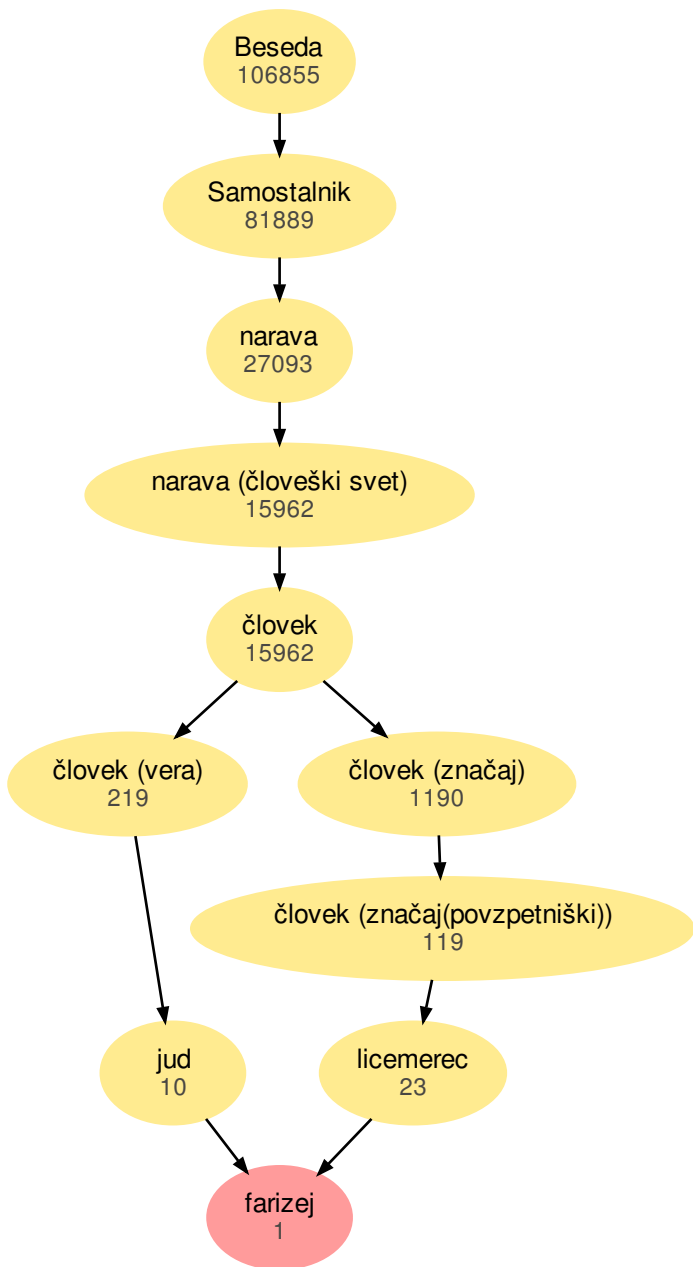 Beseda
106855
Samostalnik
81889
narava
27093
narava (človeški svet)
15962
človek
15962
človek (vera)
219
človek (značaj)
1190
človek (značaj(povzpetniški))
119
jud
10
licemerec
23
farizej
1